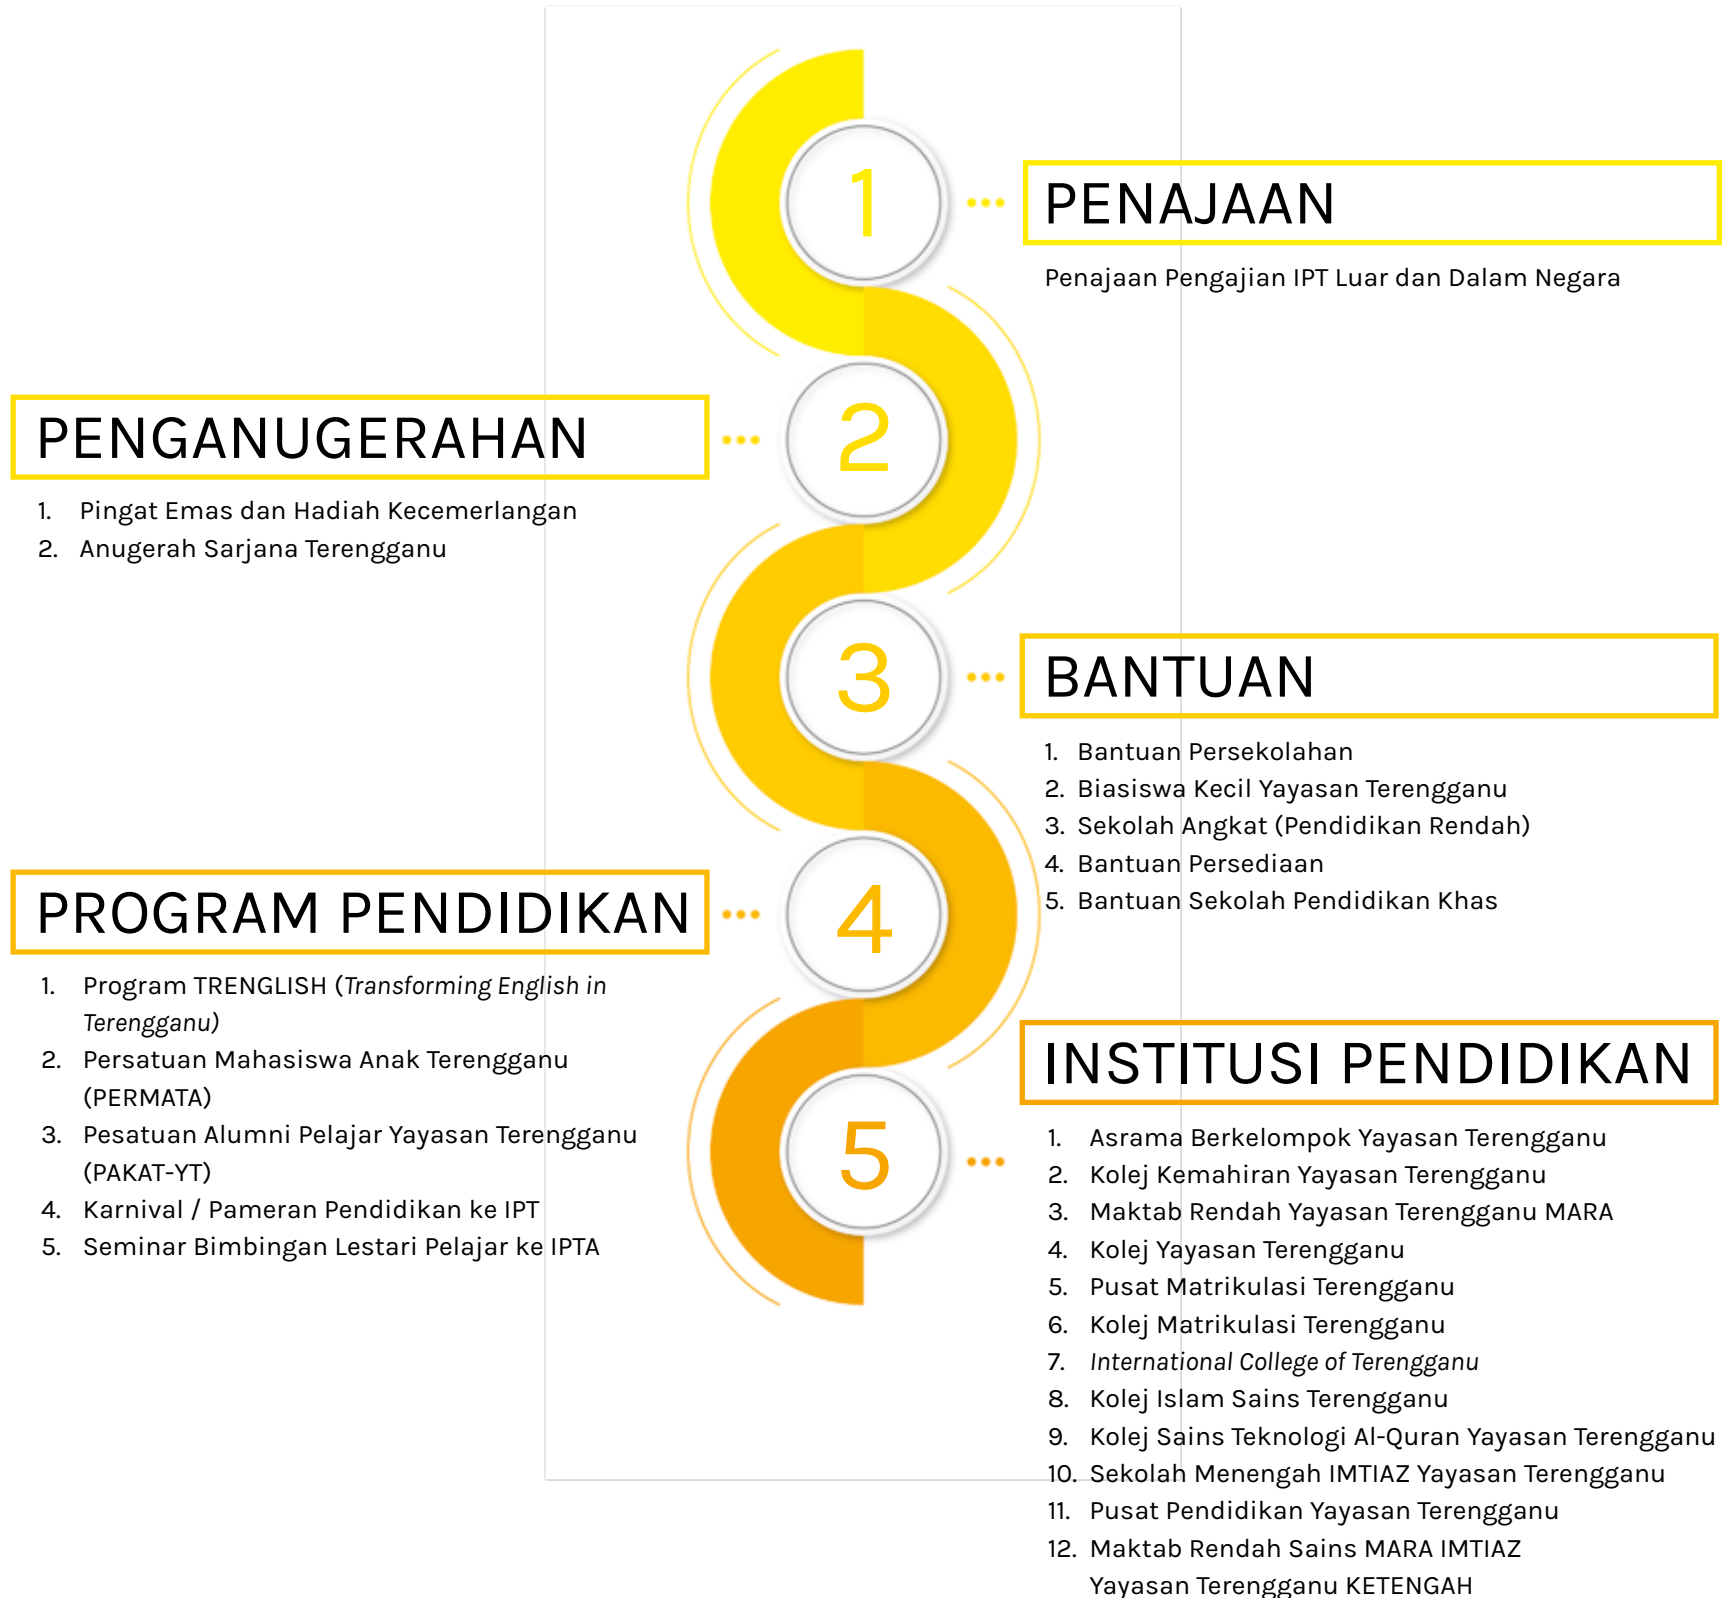 1
PENAJAAN
Penajaan Pengajian IPT Luar dan Dalam Negara
2
PENGANUGERAHAN
1. Pingat Emas dan Hadiah Kecemerlangan
2. Anugerah Sarjana Terengganu
3
BANTUAN
1. Bantuan Persekolahan
2. Biasiswa Kecil Yayasan Terengganu
3. Sekolah Angkat (Pendidikan Rendah)
4. Bantuan Persediaan
5. Bantuan Sekolah Pendidikan Khas
4
PROGRAM PENDIDIKAN
1. Program TRENGLISH (Transforming English in
Terengganu)
2. Persatuan Mahasiswa Anak Terengganu
(PERMATA)
3. Pesatuan Alumni Pelajar Yayasan Terengganu
(PAKAT-YT)
4. Karnival / Pameran Pendidikan ke IPT
5. Seminar Bimbingan Lestari Pelajar ke IPTA
5
INSTITUSI PENDIDIKAN
1. Asrama Berkelompok Yayasan Terengganu
2. Kolej Kemahiran Yayasan Terengganu
3. Maktab Rendah Yayasan Terengganu MARA
4. Kolej Yayasan Terengganu
5. Pusat Matrikulasi Terengganu
6. Kolej Matrikulasi Terengganu
7. International College of Terengganu
8. Kolej Islam Sains Terengganu
9. Kolej Sains Teknologi Al-Quran Yayasan Terengganu
10. Sekolah Menengah IMTIAZ Yayasan Terengganu
11. Pusat Pendidikan Yayasan Terengganu
12. Maktab Rendah Sains MARA IMTIAZ
Yayasan Terengganu KETENGAH